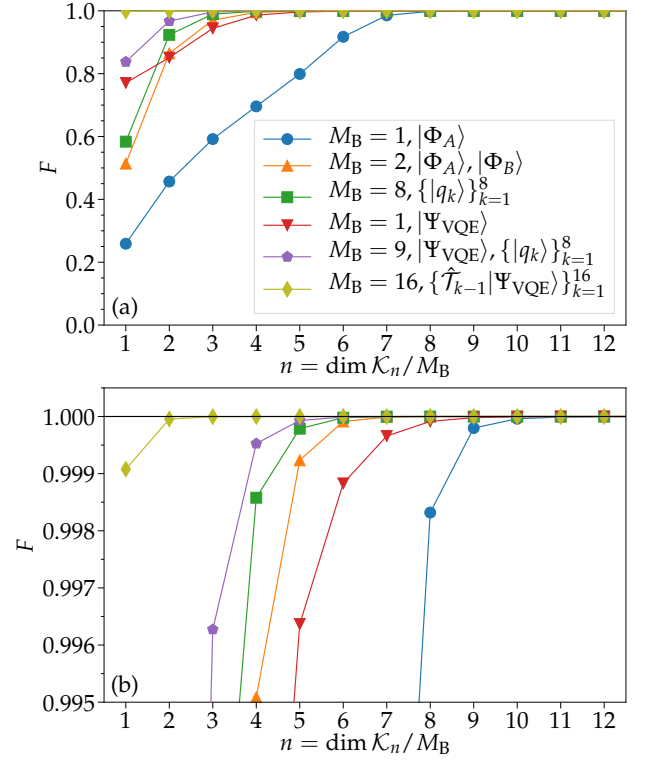 1.0
0.8
0.6
0.4
0.2
0.0
F
M_B = 1, |Φ_A⟩
M_B = 2, |Φ_A⟩, |Φ_B⟩
M_B = 8, {|q_k⟩}_{k=1}^8
M_B = 1, |Ψ_VQE⟩
M_B = 9, |Ψ_VQE⟩, {|q_k⟩}_{k=1}^8
M_B = 16, {𝒯̂_{k−1}|Ψ_VQE⟩}_{k=1}^{16}
(a)
1 2 3 4 5 6 7 8 9 10 11 12
n = dim 𝒦_n/M_B
1.000
0.999
0.998
0.997
0.996
0.995
F
(b)
1 2 3 4 5 6 7 8 9 10 11 12
n = dim 𝒦_n/M_B